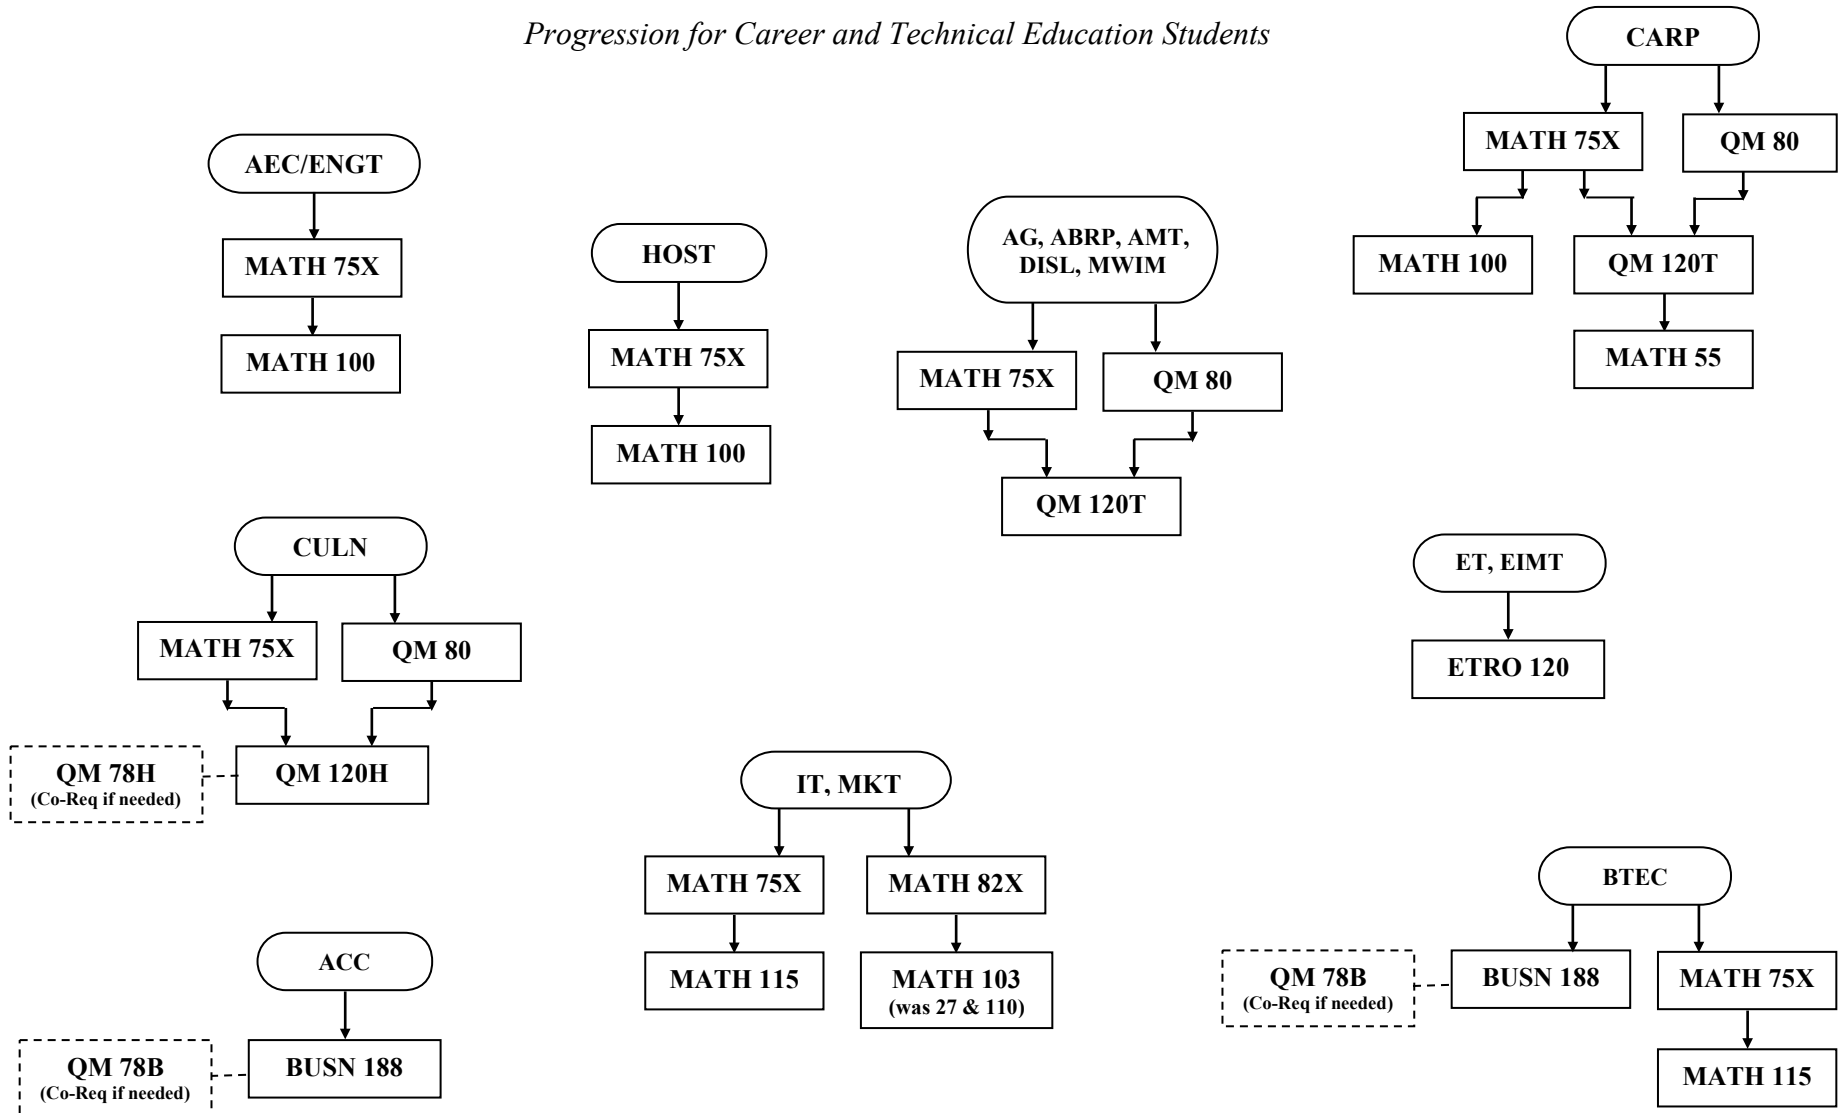 Progression for Career and Technical Education Students
CARP
MATH 75X
QM 80
MATH 100
QM 120T
MATH 55
AEC/ENGT
MATH 75X
MATH 100
HOST
MATH 75X
MATH 100
AG, ABRP, AMT,
DISL, MWIM
MATH 75X
QM 80
QM 120T
CULN
MATH 75X
QM 80
QM 78H
(Co-Req if needed)
QM 120H
ET, EIMT
ETRO 120
IT, MKT
MATH 75X
MATH 82X
MATH 115
MATH 103
(was 27 & 110)
ACC
QM 78B
(Co-Req if needed)
BUSN 188
BTEC
QM 78B
(Co-Req if needed)
BUSN 188
MATH 75X
MATH 115